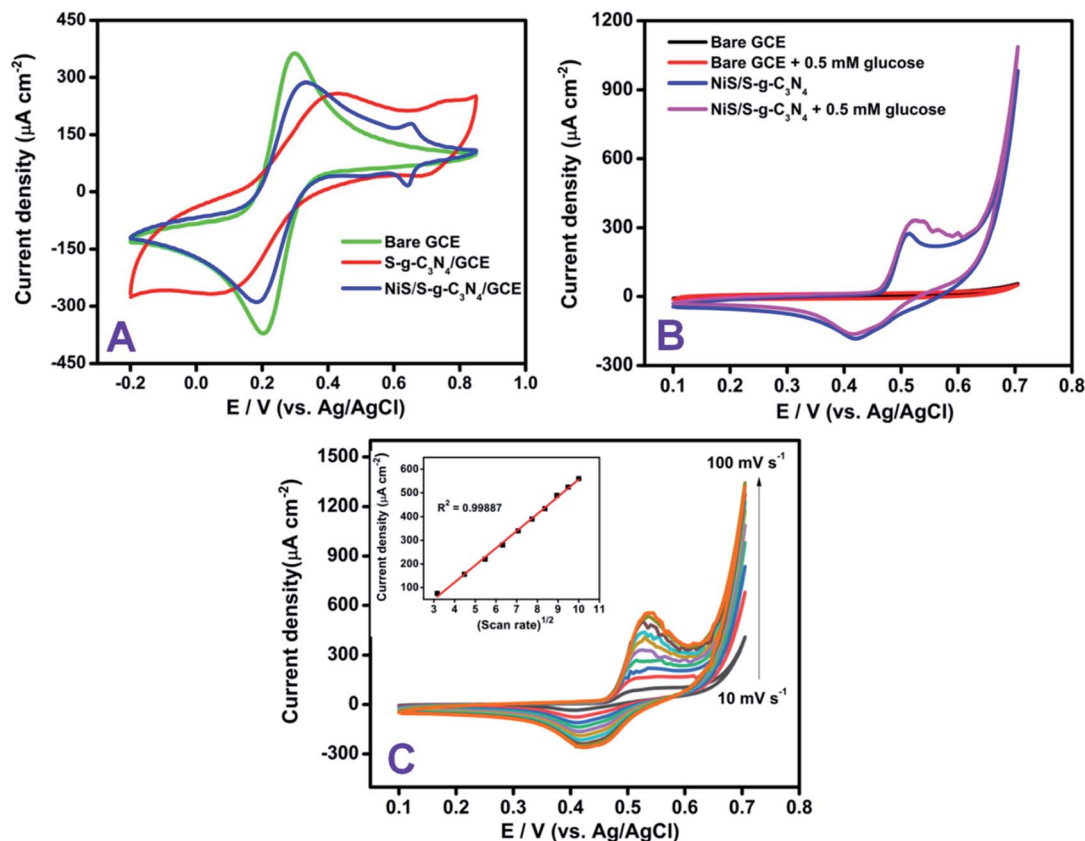 450
300
150
0
-150
-300
-450
Current density (μA cm⁻²)
Bare GCE
S-g-C₃N₄/GCE
NiS/S-g-C₃N₄/GCE
A
-0.2 0.0 0.2 0.4 0.6 0.8 1.0
E / V (vs. Ag/AgCl)
1200
900
600
300
0
-300
Current density (μA cm⁻²)
Bare GCE
Bare GCE + 0.5 mM glucose
NiS/S-g-C₃N₄
NiS/S-g-C₃N₄ + 0.5 mM glucose
B
0.1 0.2 0.3 0.4 0.5 0.6 0.7 0.8
E / V (vs. Ag/AgCl)
1500
1200
900
600
300
0
-300
Current density(μA cm⁻²)
600
500
400
300
200
100
Current density (μA cm⁻²)
R² = 0.99887
3 4 5 6 7 8 9 10 11
(Scan rate)¹/²
100 mV s⁻¹
10 mV s⁻¹
C
0.1 0.2 0.3 0.4 0.5 0.6 0.7 0.8
E / V (vs. Ag/AgCl)